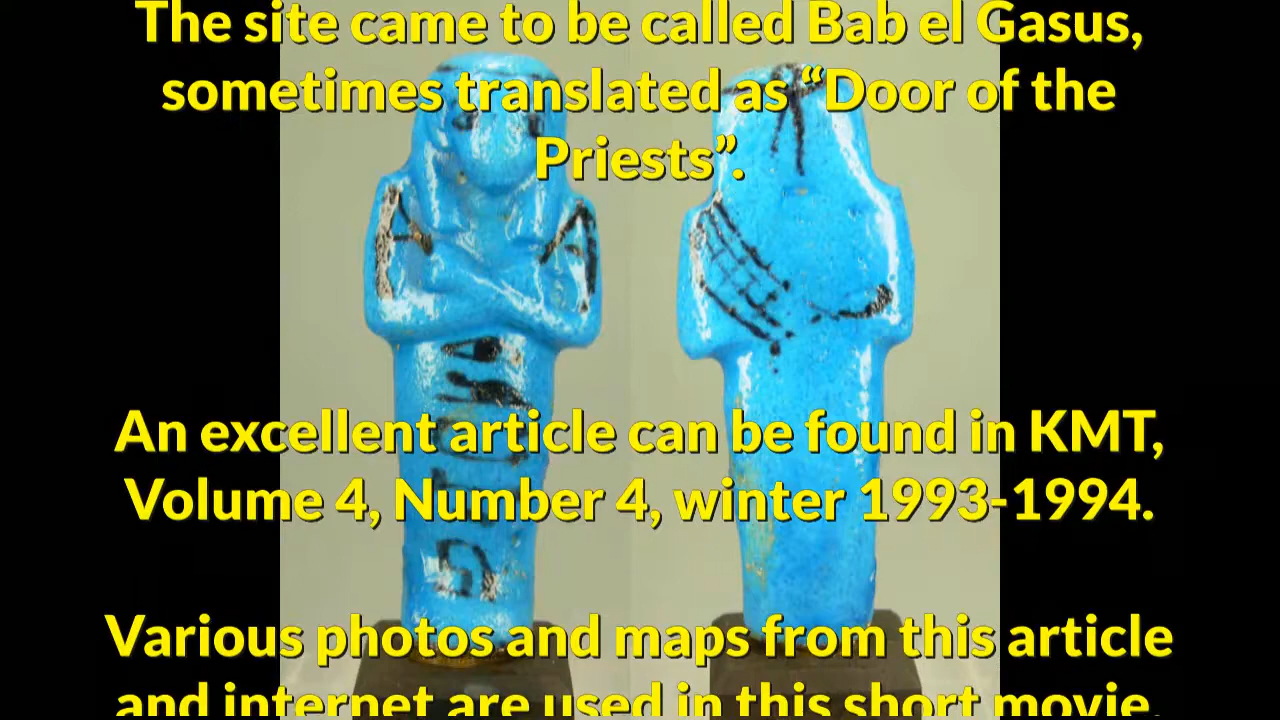 The site came to be called Bab el Gasus,
sometimes translated as “Door of the
Priests”.
An excellent article can be found in KMT,
Volume 4, Number 4, winter 1993-1994.
Various photos and maps from this article
and internet are used in this short movie.